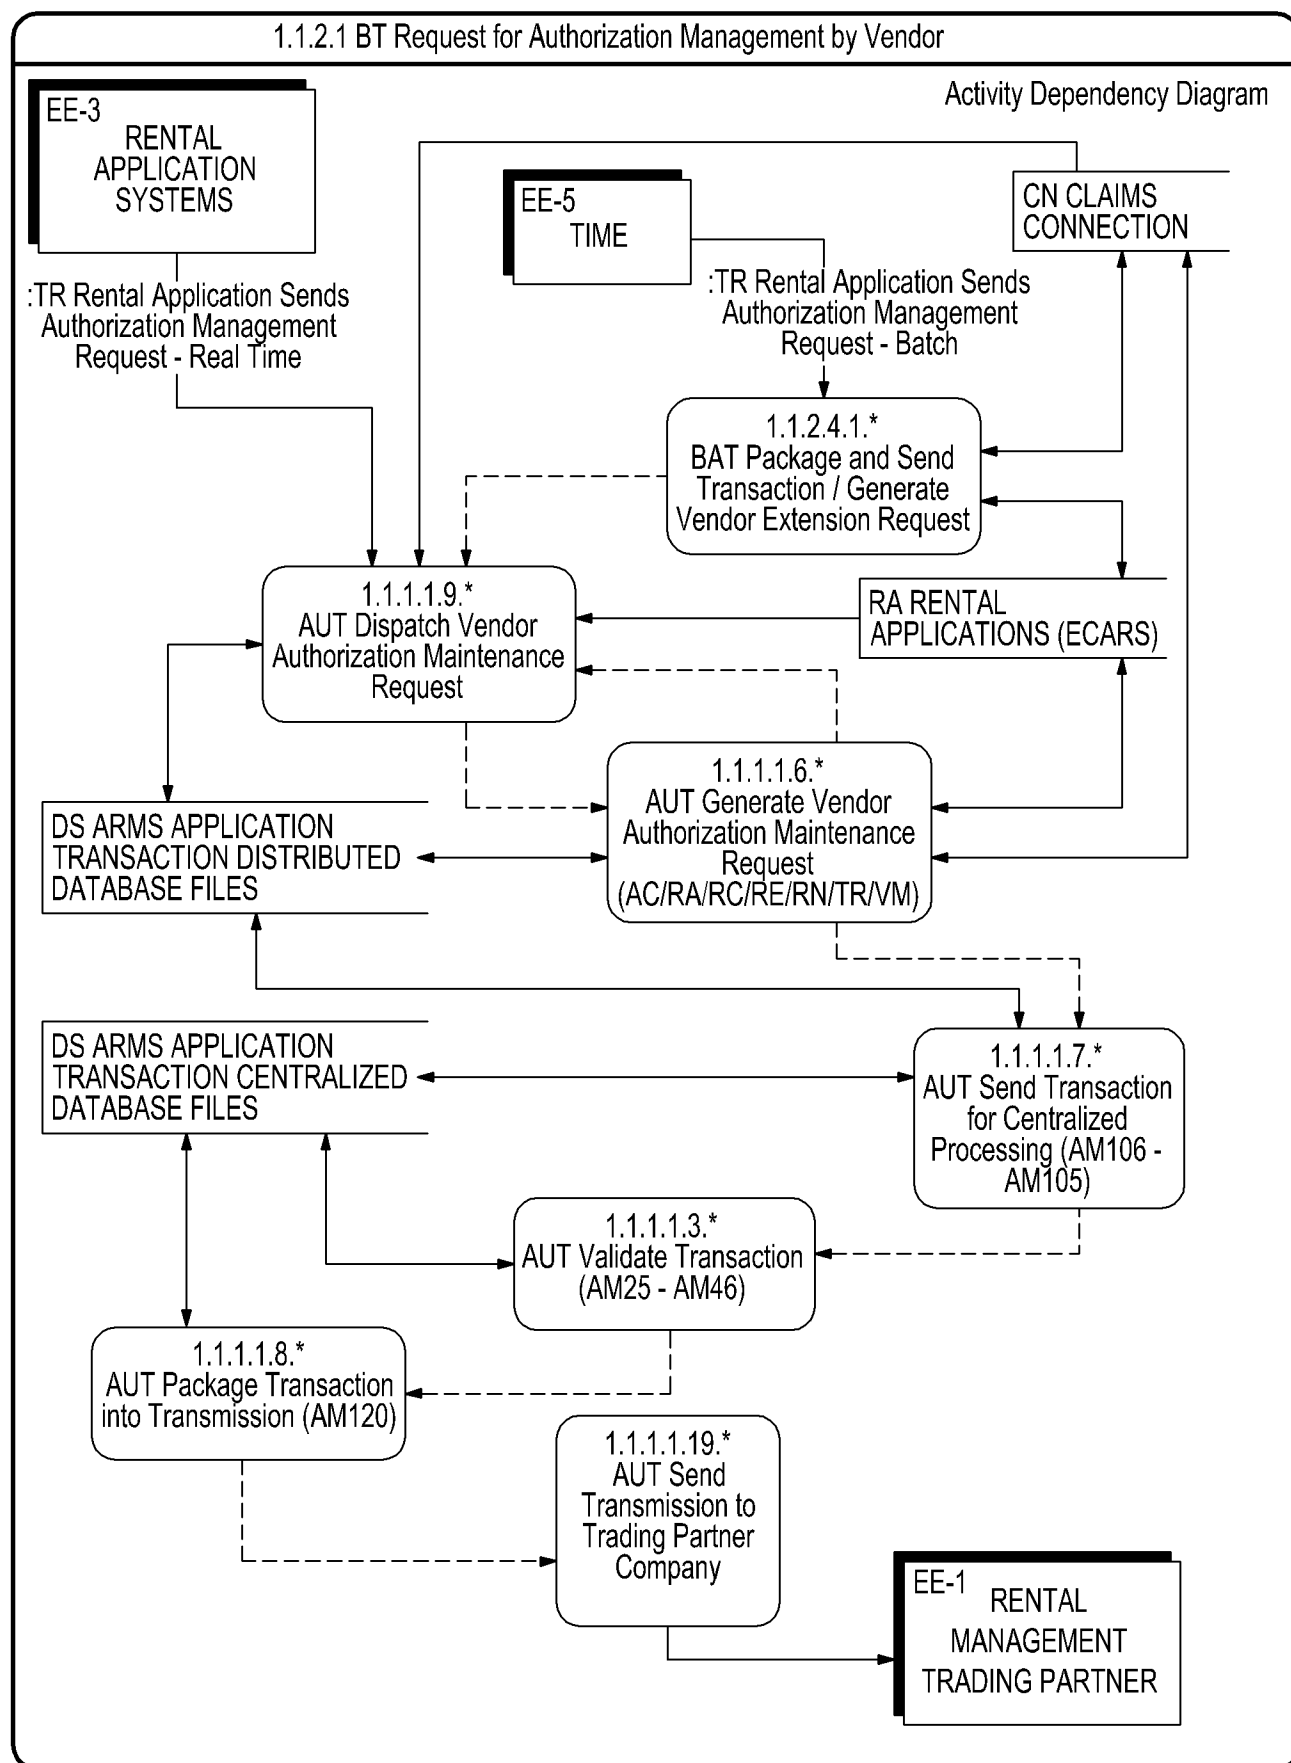 1.1.2.1 BT Request for Authorization Management by Vendor
Activity Dependency Diagram
EE-3
RENTAL
APPLICATION
SYSTEMS
EE-5
TIME
CN CLAIMS
CONNECTION
:TR Rental Application Sends
Authorization Management
Request - Real Time
:TR Rental Application Sends
Authorization Management
Request - Batch
1.1.2.4.1.*
BAT Package and Send
Transaction / Generate
Vendor Extension Request
1.1.1.1.9.*
AUT Dispatch Vendor
Authorization Maintenance
Request
RA RENTAL
APPLICATIONS (ECARS)
1.1.1.1.6.*
AUT Generate Vendor
Authorization Maintenance
Request
(AC/RA/RC/RE/RN/TR/VM)
DS ARMS APPLICATION
TRANSACTION DISTRIBUTED
DATABASE FILES
DS ARMS APPLICATION
TRANSACTION CENTRALIZED
DATABASE FILES
1.1.1.1.7.*
AUT Send Transaction
for Centralized
Processing (AM106 -
AM105)
1.1.1.1.3.*
AUT Validate Transaction
(AM25 - AM46)
1.1.1.1.8.*
AUT Package Transaction
into Transmission (AM120)
1.1.1.1.19.*
AUT Send
Transmission to
Trading Partner
Company
EE-1
RENTAL
MANAGEMENT
TRADING PARTNER